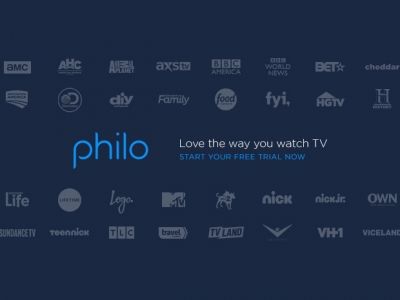 amc
AHC
ANIMAL PLANET
axs tv
BBC
AMERICA
BBC
WORLD
NEWS
BET
cheddar
diy
Family
food
fyi,
HGTV
H
philo
Love the way you watch TV
START YOUR FREE TRIAL NOW
Life
LIFETIME
Logo.
MTV
nick
nick jr.
OWN
SUNDANCETV
TeenNick
TLC
travel
TV LAND
VH1
VICELAND